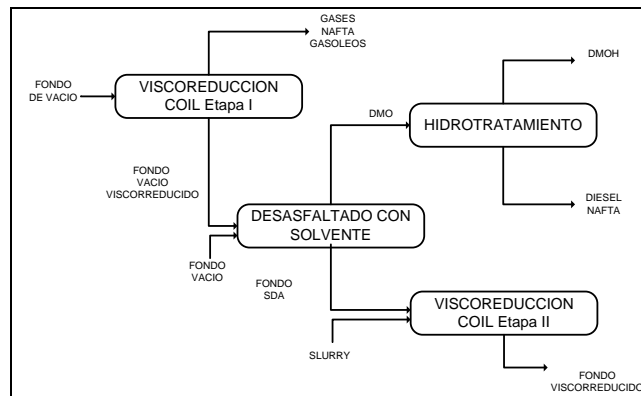 GASES
NAFTA
GASOLEOS
DMOH
FONDO
DE VACIO
VISCOREDUCCION
COIL Etapa I
DMO
HIDROTRATAMIENTO
FONDO
VACIO
VISCORREDUCIDO
DESASFALTADO CON
SOLVENTE
DIESEL
NAFTA
FONDO
VACIO
FONDO
SDA
VISCOREDUCCION
COIL Etapa II
SLURRY
FONDO
VISCORREDUCIDO